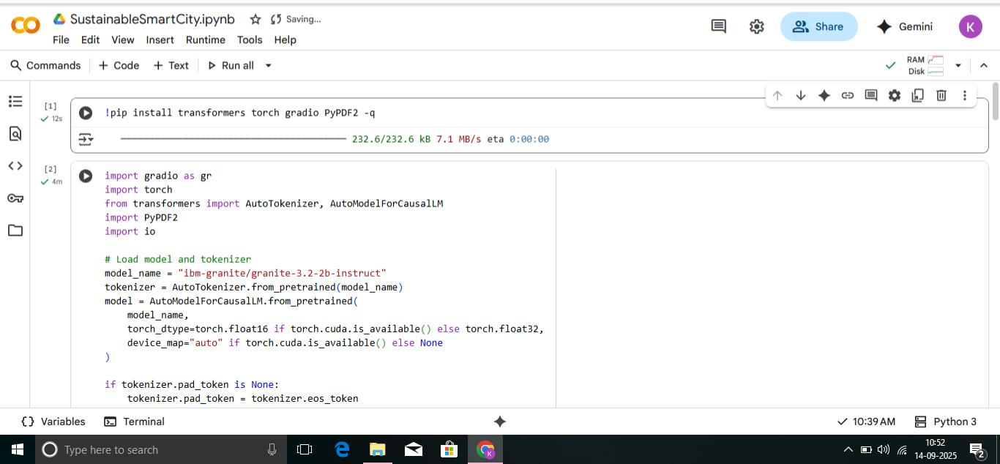 SustainableSmartCity.ipynb Saving...
File Edit View Insert Runtime Tools Help
Share
Gemini
K
Commands + Code + Text Run all
RAM
Disk
[1]
12s
!pip install transformers torch gradio PyPDF2 -q
232.6/232.6 kB 7.1 MB/s eta 0:00:00
[2]
4m
import gradio as gr
import torch
from transformers import AutoTokenizer, AutoModelForCausalLM
import PyPDF2
import io
# Load model and tokenizer
model_name = "ibm-granite/granite-3.2-2b-instruct"
tokenizer = AutoTokenizer.from_pretrained(model_name)
model = AutoModelForCausalLM.from_pretrained(
    model_name,
    torch_dtype=torch.float16 if torch.cuda.is_available() else torch.float32,
    device_map="auto" if torch.cuda.is_available() else None
)
if tokenizer.pad_token is None:
    tokenizer.pad_token = tokenizer.eos_token
{} Variables Terminal
10:39 AM Python 3
Type here to search
K
10:52
14-09-2025
2